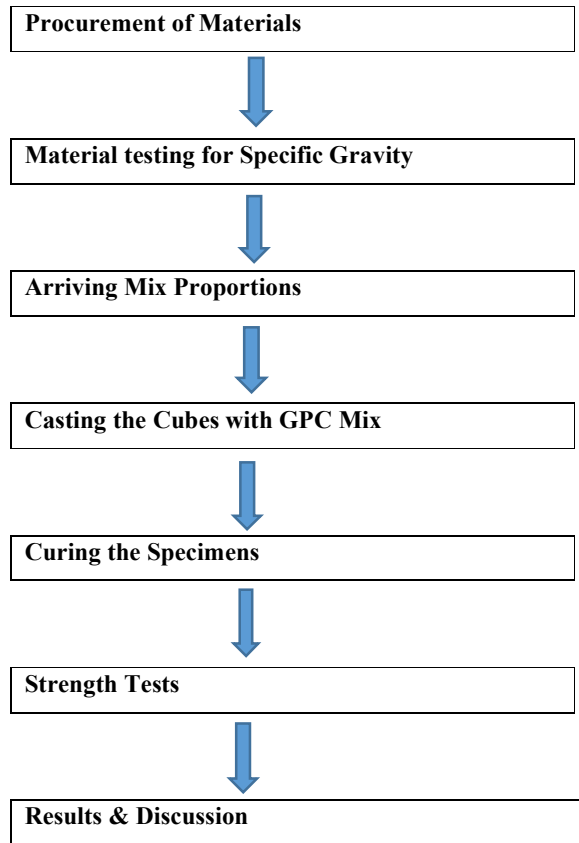 Procurement of Materials
Material testing for Specific Gravity
Arriving Mix Proportions
Casting the Cubes with GPC Mix
Curing the Specimens
Strength Tests
Results & Discussion